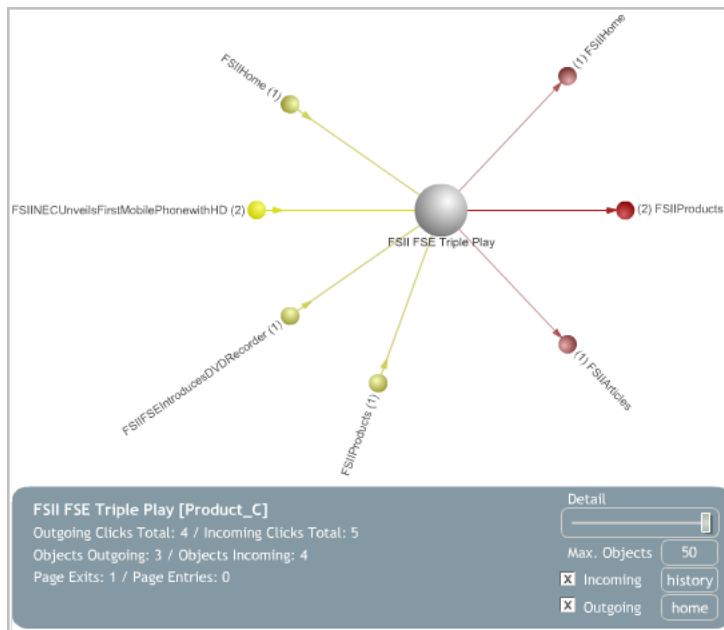 FSIIHome (1)
(1) FSIIHome
FSIINECUnveilsFirstMobilePhonewithHD (2)
(2) FSIIProducts
FSII FSE Triple Play
FSIIFSEIntroducesDVDRecorder (1)
FSIIProducts (1)
(1) FSIIArticles
FSII FSE Triple Play [Product_C]
Outgoing Clicks Total: 4 / Incoming Clicks Total: 5
Objects Outgoing: 3 / Objects Incoming: 4
Page Exits: 1 / Page Entries: 0
Detail
Max. Objects 50
X Incoming history
X Outgoing home